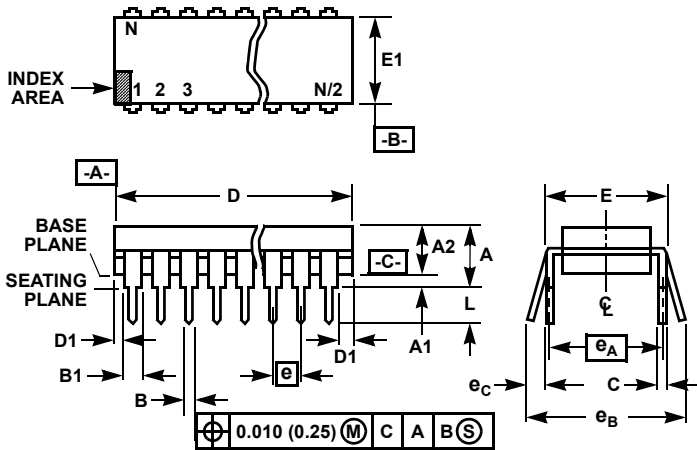 N
E1
INDEX
AREA
1 2 3 N/2
-B-
-A-
D
E
BASE
PLANE
A2
A
-C-
SEATING
PLANE
L
C
L
D1
A1
D1
eA
B1
e
eC
C
B
eB
0.010 (0.25) M C A B S